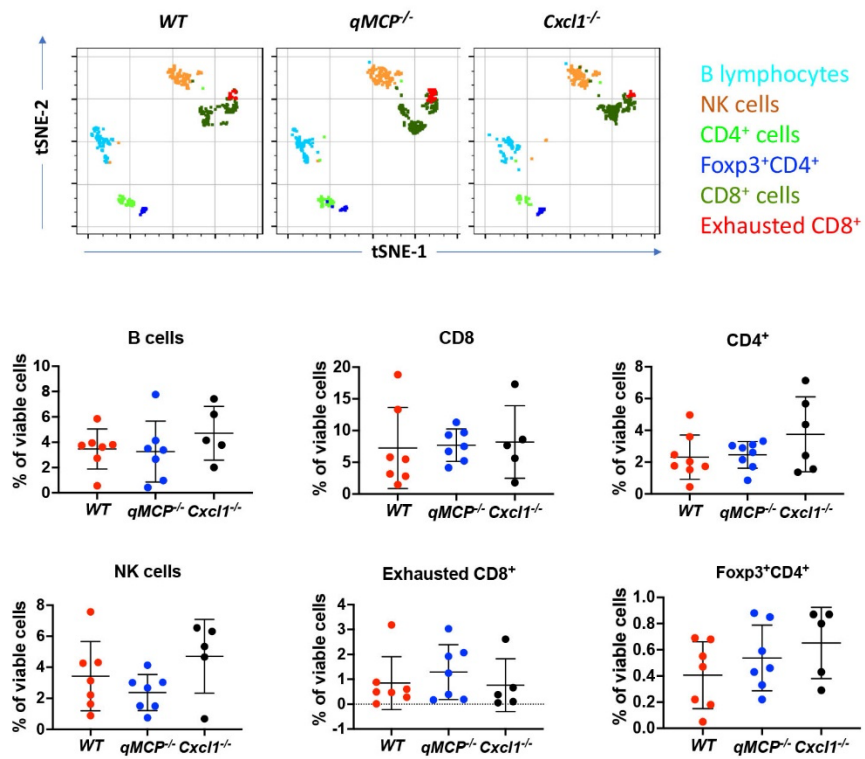 WT qMCP-/- Cxcl1-/-
tSNE-2
tSNE-1
B lymphocytes
NK cells
CD4+ cells
Foxp3+CD4+
CD8+ cells
Exhausted CD8+
B cells
% of viable cells
10
8
6
4
2
0
WT qMCP-/- Cxcl1-/-
CD8
% of viable cells
20
15
10
5
0
WT qMCP-/- Cxcl1-/-
CD4+
% of viable cells
8
6
4
2
0
WT qMCP-/- Cxcl1-/-
NK cells
% of viable cells
8
6
4
2
0
WT qMCP-/- Cxcl1-/-
Exhausted CD8+
% of viable cells
4
3
2
1
0
-1
WT qMCP-/- Cxcl1-/-
Foxp3+CD4+
% of viable cells
1.0
0.8
0.6
0.4
0.2
0.0
WT qMCP-/- Cxcl1-/-